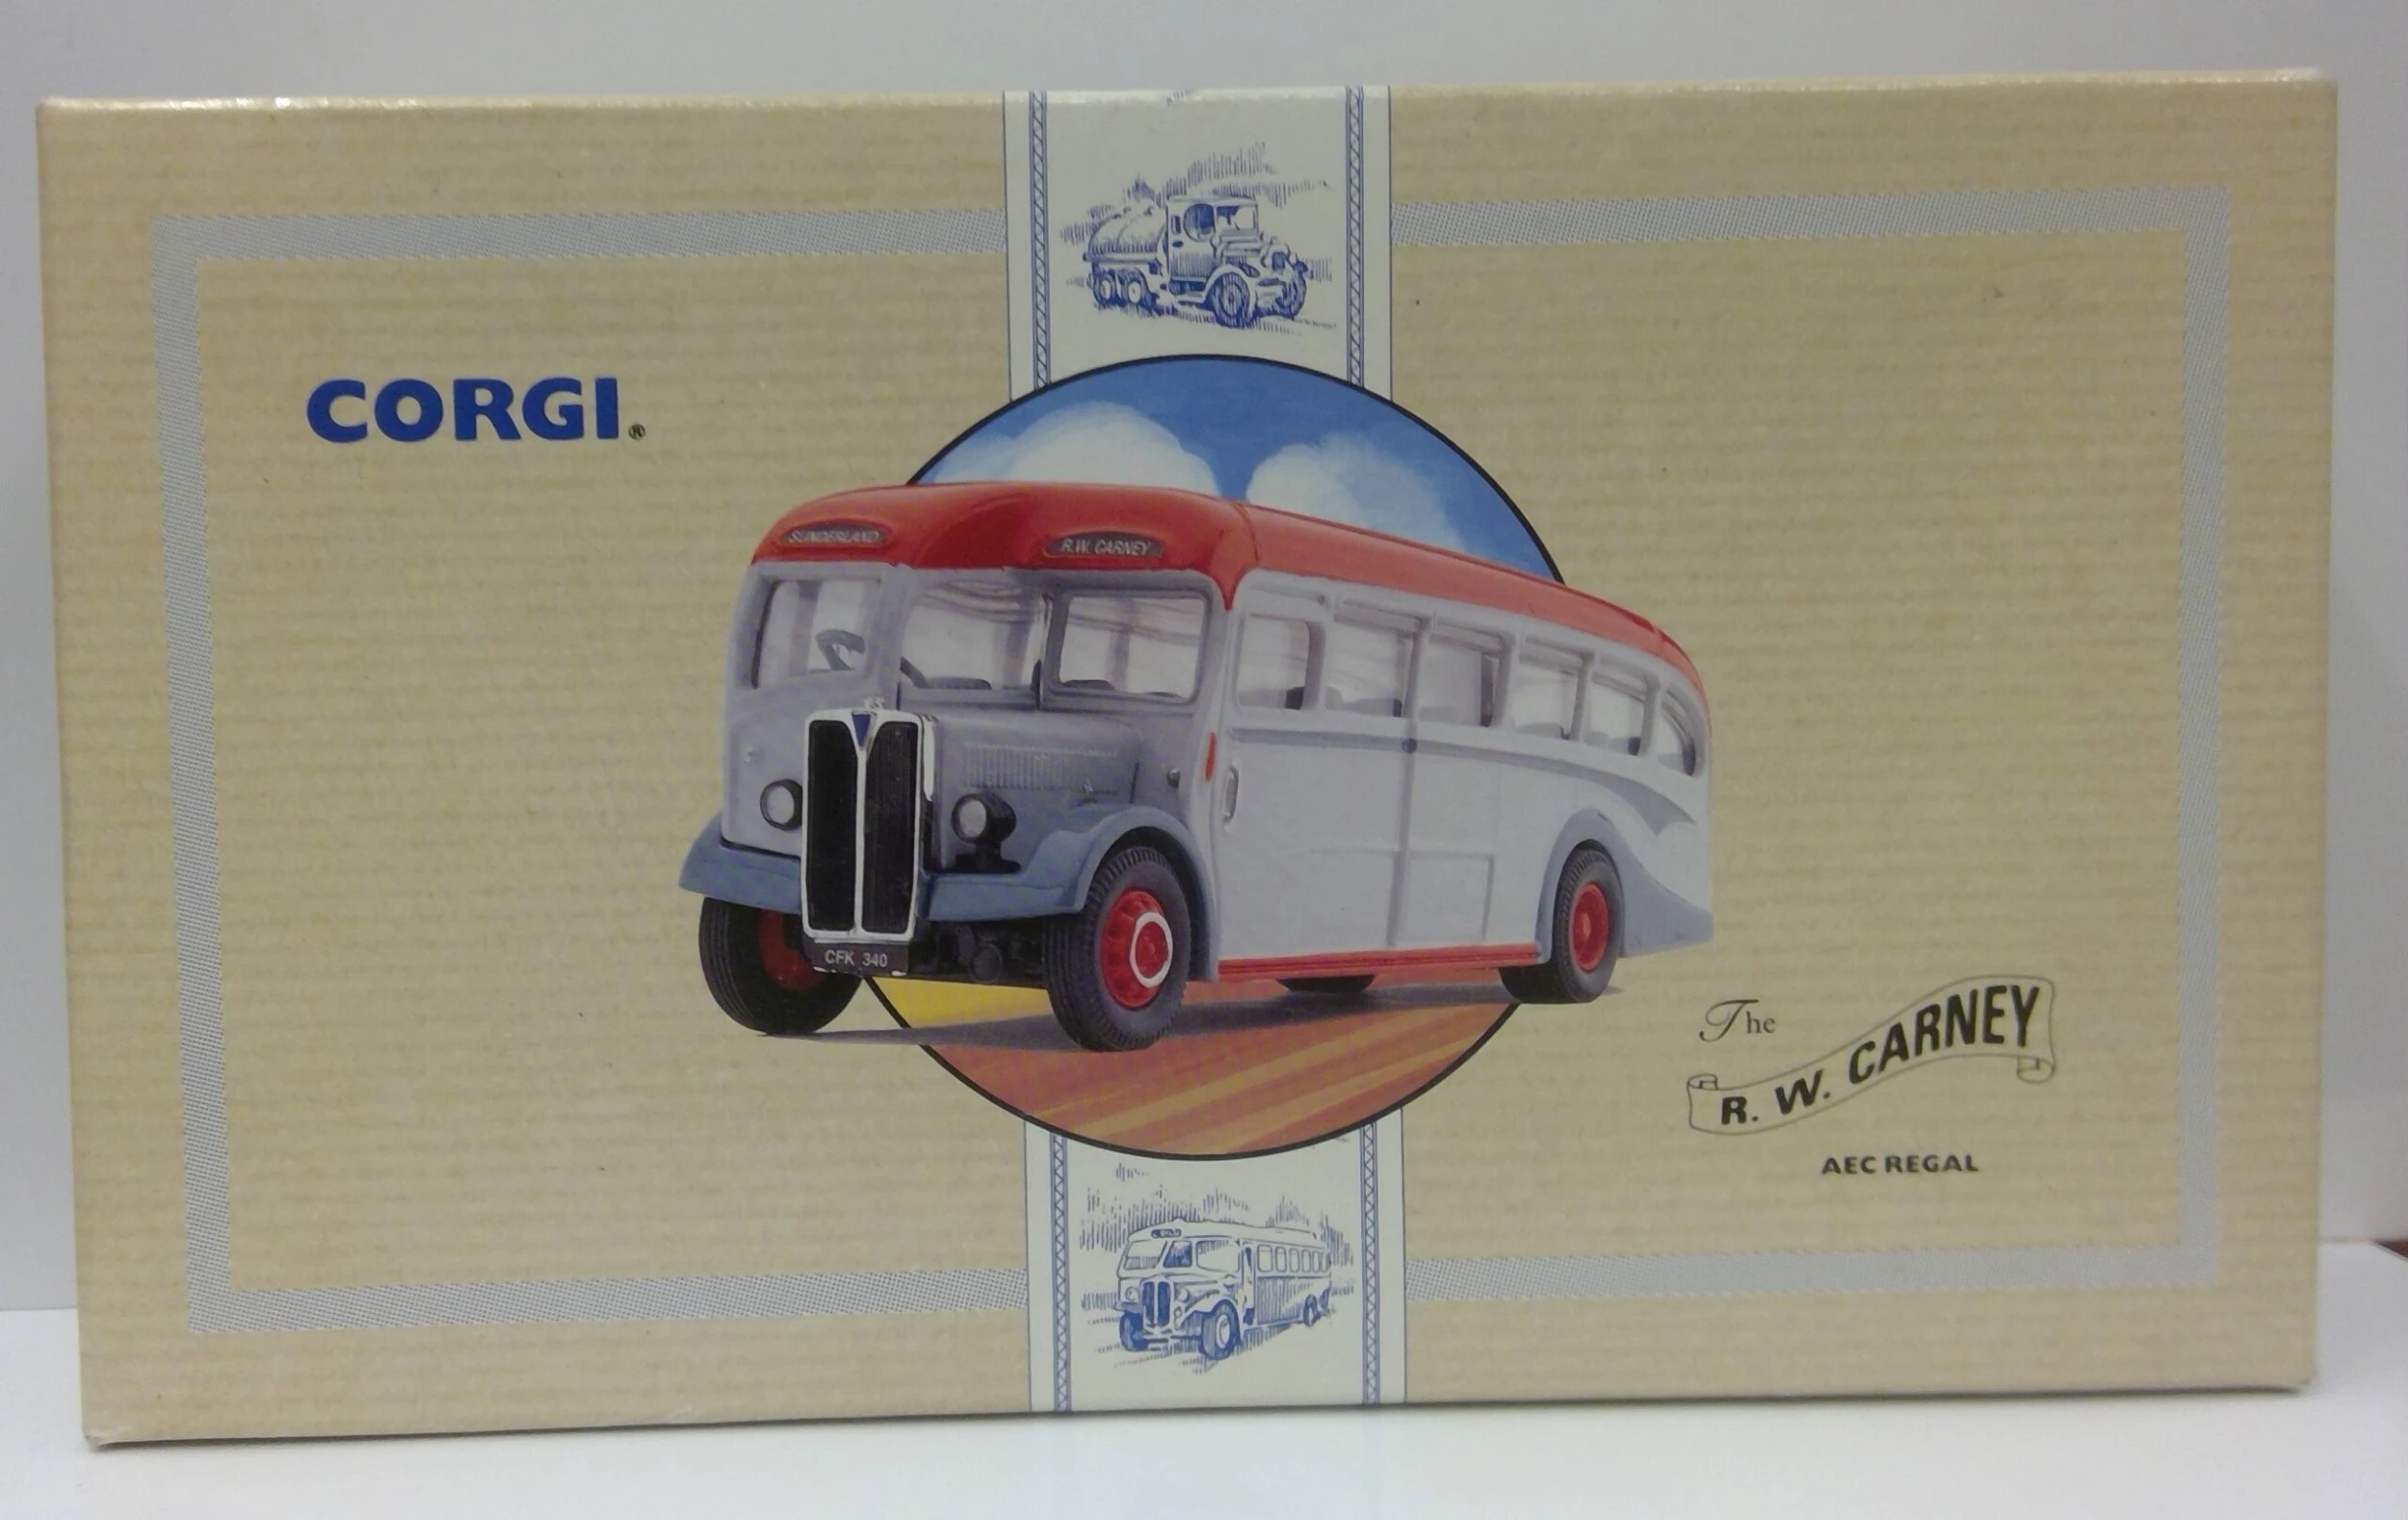 CORGI®
SUNDERLAND
R.W. CARNEY
CFK 340
The
R. W. CARNEY
AEC REGAL